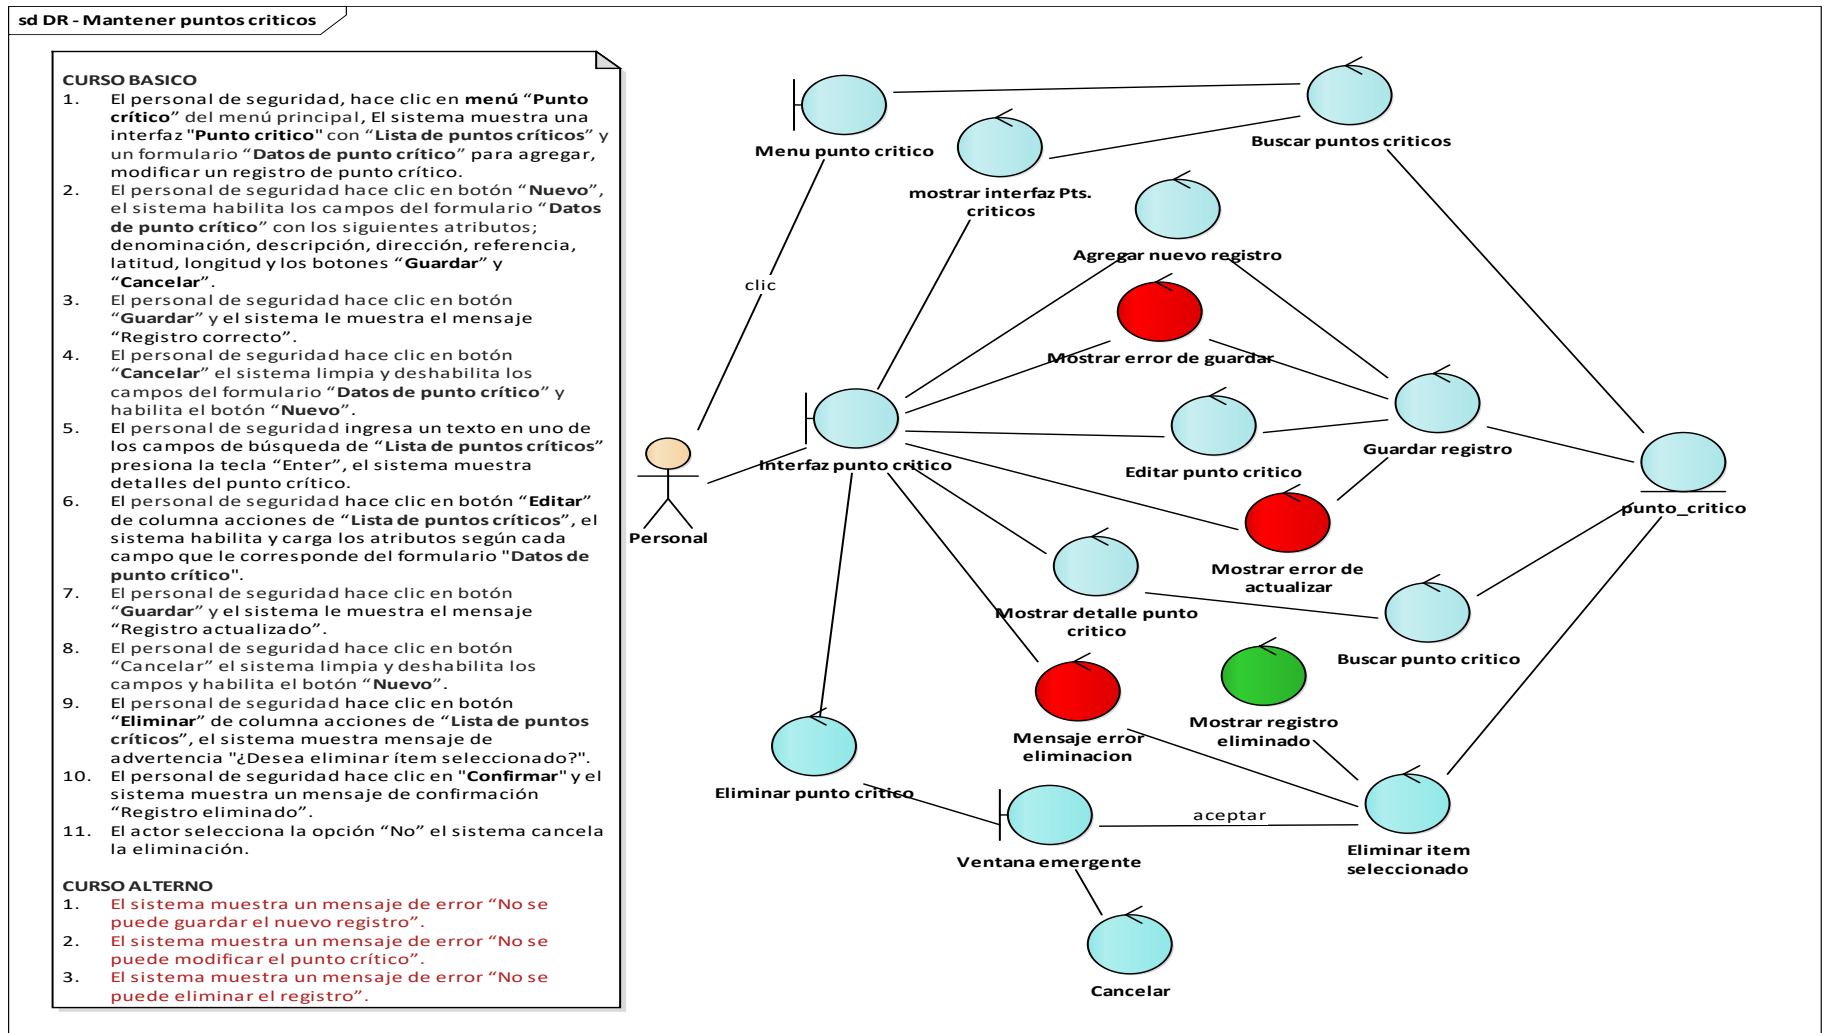 sd DR - Mantener puntos criticos
CURSO BASICO
1. El personal de seguridad, hace clic en menú “Punto
crítico” del menú principal, El sistema muestra una
interfaz "Punto critico" con “Lista de puntos críticos” y
un formulario “Datos de punto crítico” para agregar,
modificar un registro de punto crítico.
2. El personal de seguridad hace clic en botón “Nuevo”,
el sistema habilita los campos del formulario “Datos
de punto crítico” con los siguientes atributos;
denominación, descripción, dirección, referencia,
latitud, longitud y los botones “Guardar” y
“Cancelar”.
3. El personal de seguridad hace clic en botón
“Guardar” y el sistema le muestra el mensaje
“Registro correcto”.
4. El personal de seguridad hace clic en botón
“Cancelar” el sistema limpia y deshabilita los
campos del formulario “Datos de punto crítico” y
habilita el botón “Nuevo”.
5. El personal de seguridad ingresa un texto en uno de
los campos de búsqueda de “Lista de puntos críticos”
presiona la tecla “Enter”, el sistema muestra
detalles del punto crítico.
6. El personal de seguridad hace clic en botón “Editar”
de columna acciones de “Lista de puntos críticos”, el
sistema habilita y carga los atributos según cada
campo que le corresponde del formulario "Datos de
punto crítico".
7. El personal de seguridad hace clic en botón
“Guardar” y el sistema le muestra el mensaje
“Registro actualizado”.
8. El personal de seguridad hace clic en botón
“Cancelar” el sistema limpia y deshabilita los
campos y habilita el botón “Nuevo”.
9. El personal de seguridad hace clic en botón
“Eliminar” de columna acciones de “Lista de puntos
críticos”, el sistema muestra mensaje de
advertencia "¿Desea eliminar ítem seleccionado?".
10. El personal de seguridad hace clic en "Confirmar" y el
sistema muestra un mensaje de confirmación
“Registro eliminado”.
11. El actor selecciona la opción “No” el sistema cancela
la eliminación.
CURSO ALTERNO
1. El sistema muestra un mensaje de error “No se
puede guardar el nuevo registro”.
2. El sistema muestra un mensaje de error “No se
puede modificar el punto crítico”.
3. El sistema muestra un mensaje de error “No se
puede eliminar el registro”.
Menu punto critico
Buscar puntos criticos
mostrar interfaz Pts.
criticos
Agregar nuevo registro
clic
Mostrar error de guardar
Guardar registro
Interfaz punto critico
Editar punto critico
punto_critico
Personal
Mostrar error de
actualizar
Mostrar detalle punto
critico
Buscar punto critico
Mostrar registro
eliminado
Mensaje error
eliminacion
Eliminar punto critico
aceptar
Ventana emergente
Eliminar item
seleccionado
Cancelar